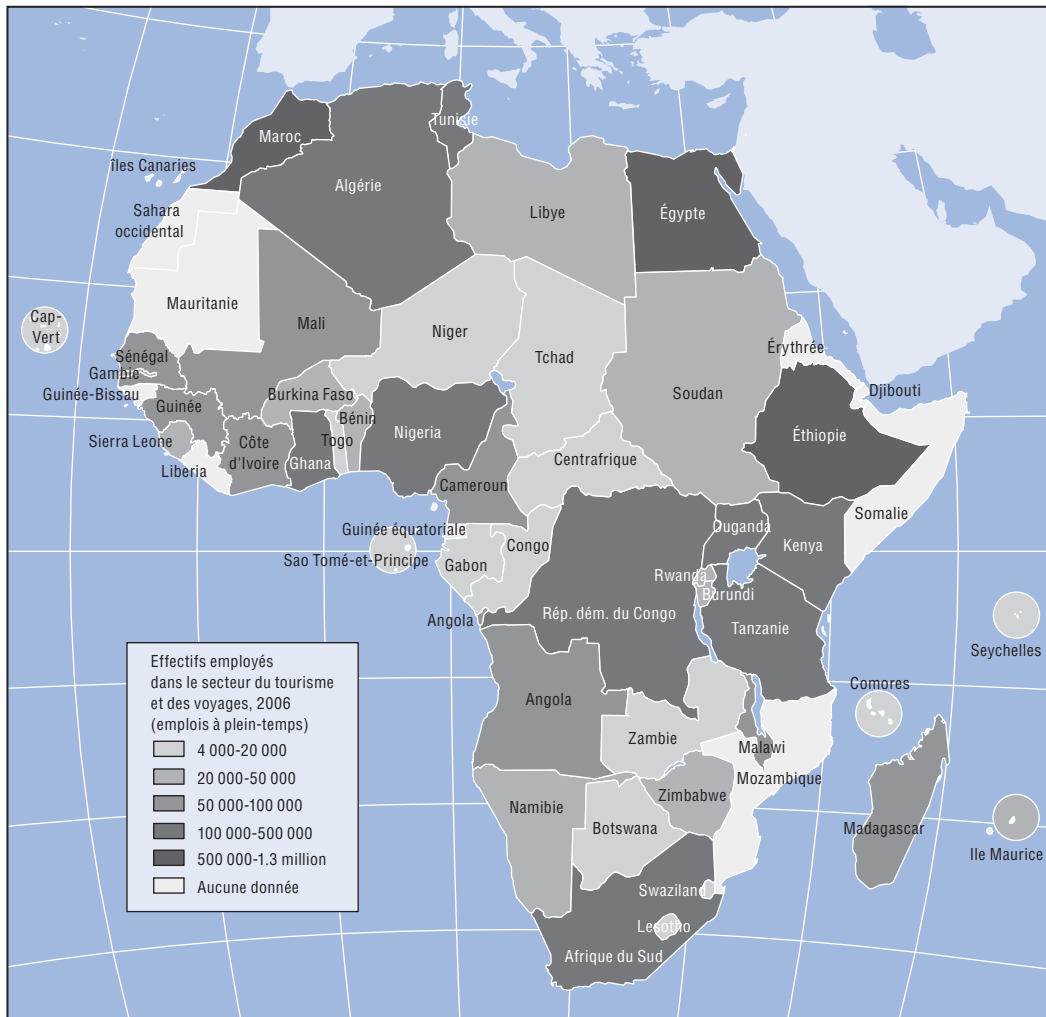 Tunisie
Maroc
îles Canaries
Algérie
Sahara
occidental
Libye
Égypte
Mauritanie
Cap-
Vert
Mali
Niger
Tchad
Érythrée
Sénégal
Gambie
Guinée-Bissau
Burkina Faso
Soudan
Djibouti
Guinée
Bénin
Nigeria
Éthiopie
Sierra Leone
Côte
d'Ivoire
Togo
Ghana
Centrafrique
Liberia
Cameroun
Somalie
Guinée équatoriale
Ouganda
Congo
Kenya
Sao Tomé-et-Principe
Gabon
Rwanda
Burundi
Angola
Rép. dém. du Congo
Tanzanie
Seychelles
Effectifs employés
dans le secteur du tourisme
et des voyages, 2006
(emplois à plein-temps)
4 000-20 000
20 000-50 000
50 000-100 000
100 000-500 000
500 000-1.3 million
Aucune donnée
Comores
Angola
Zambie
Malawi
Mozambique
Namibie
Zimbabwe
Botswana
Madagascar
Ile Maurice
Swaziland
Lesotho
Afrique du Sud